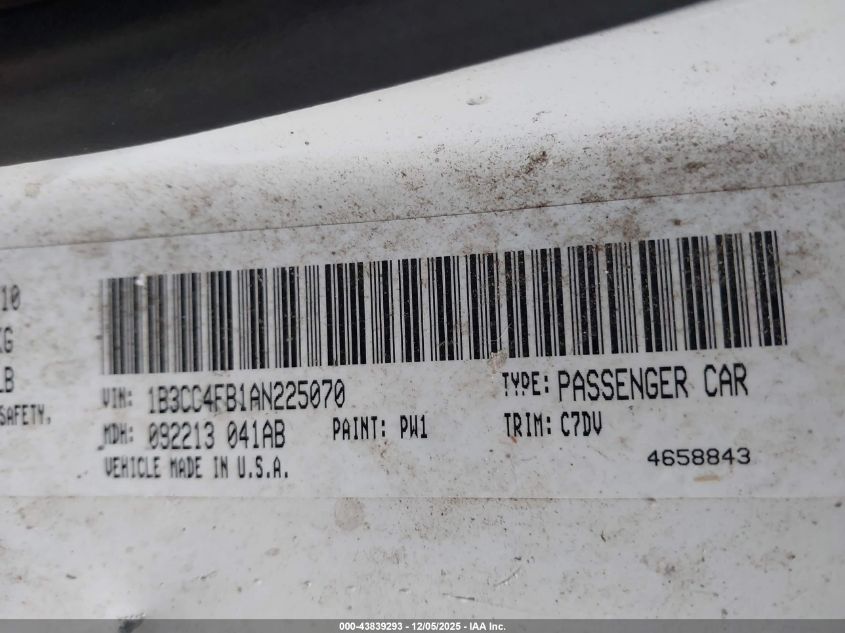 10
KG
LB
SAFETY.
VIN: 1B3CC4FB1AN225070
TYPE: PASSENGER CAR
MDH: 092213 041AB
PAINT: PW1
TRIM: C7DV
VEHICLE MADE IN U.S.A.
4658843
000-43839293 - 12/05/2025 - IAA Inc.